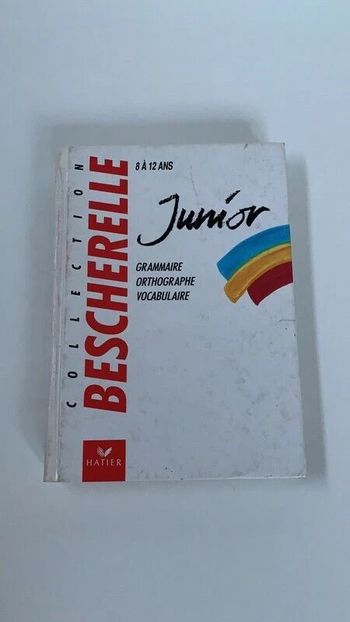 COLLECTION
BESCHERELLE
8 À 12 ANS
Junior
GRAMMAIRE
ORTHOGRAPHE
VOCABULAIRE
HATIER